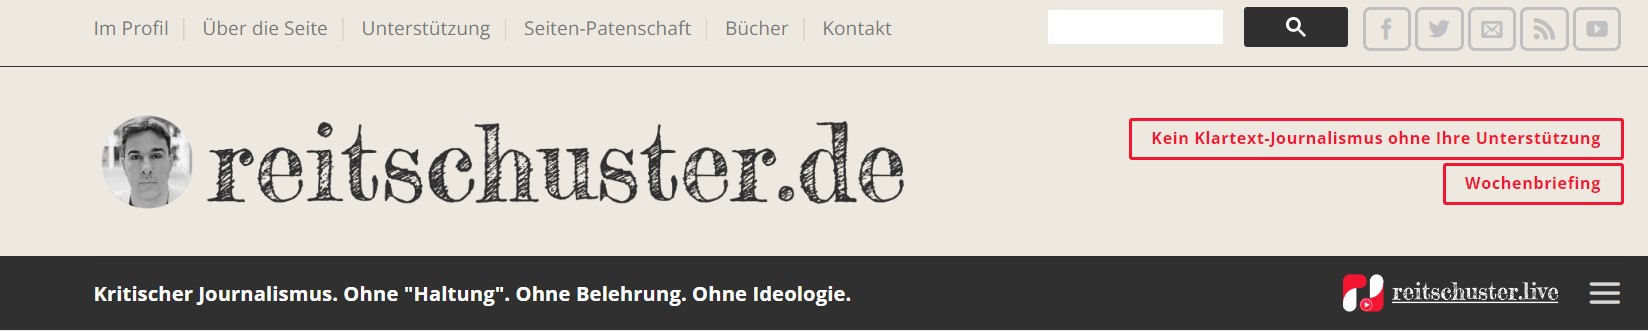 Im Profil
Über die Seite
Unterstützung
Seiten-Patenschaft
Bücher
Kontakt
reitschuster.de
Kein Klartext-Journalismus ohne Ihre Unterstützung
Wochenbriefing
Kritischer Journalismus. Ohne "Haltung". Ohne Belehrung. Ohne Ideologie.
reitschuster.live